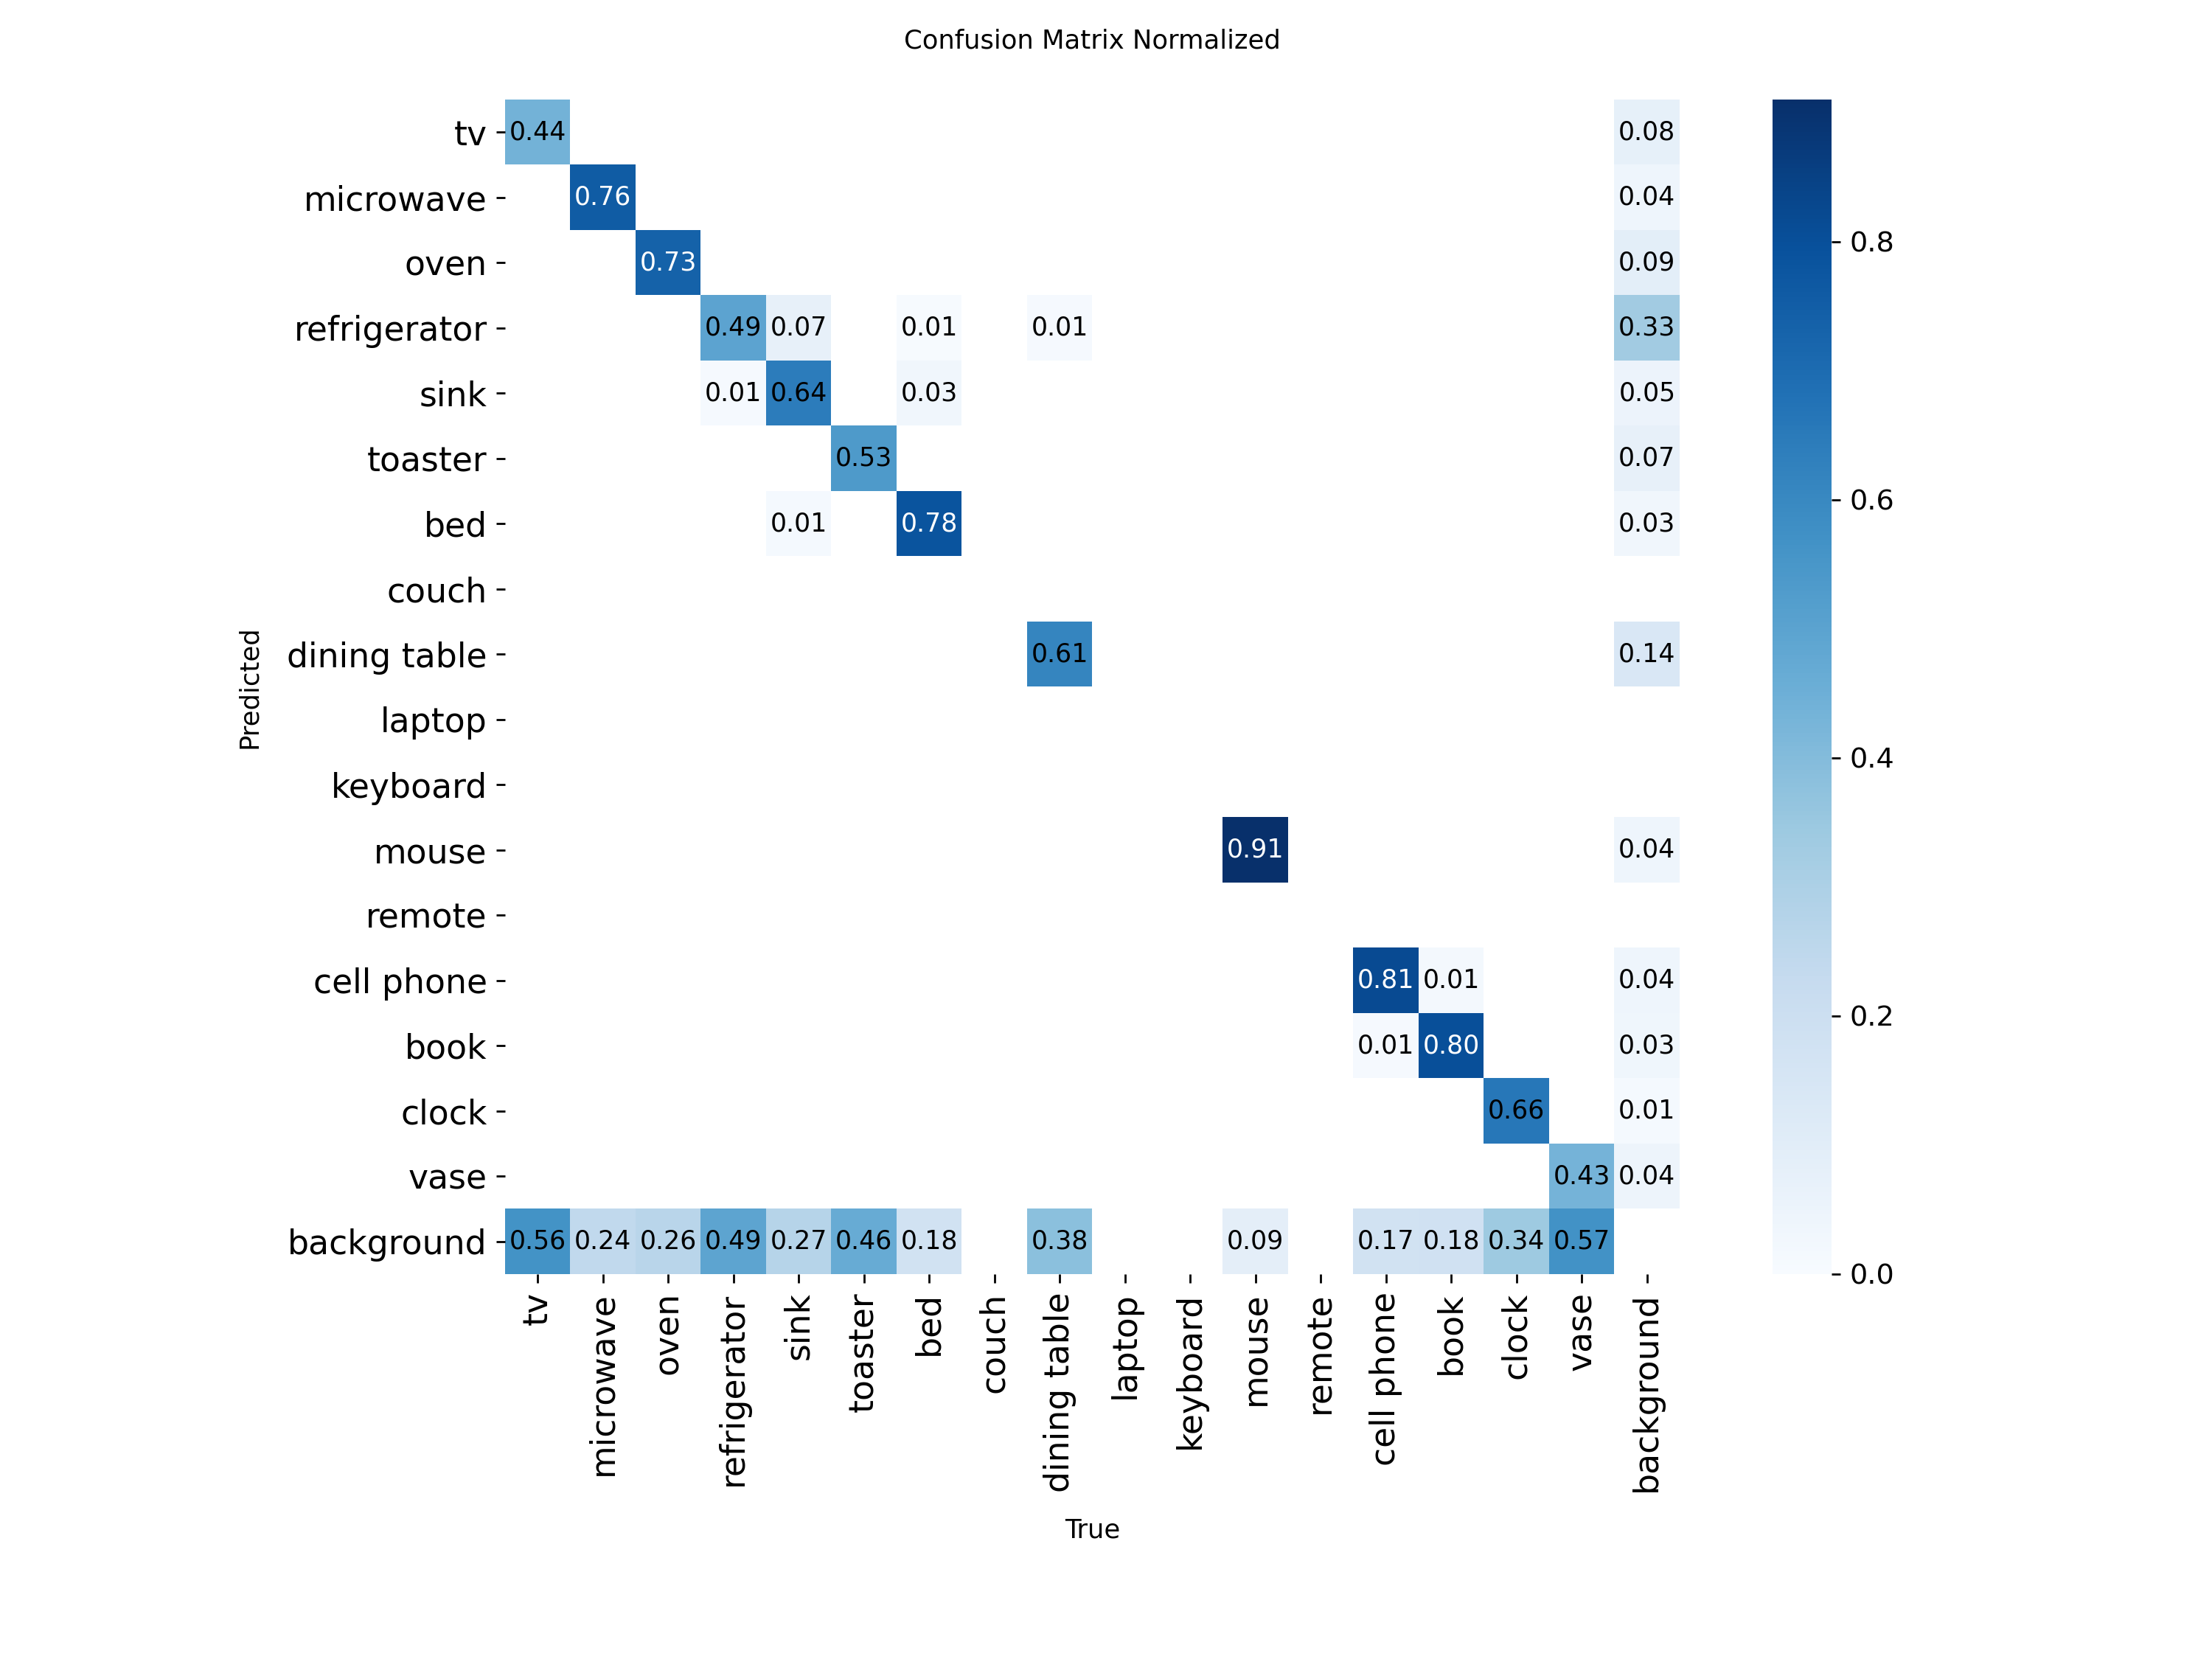 Confusion Matrix Normalized
tv 0.44 0.08
microwave 0.76 0.04
oven 0.73 0.09
refrigerator 0.49 0.07 0.01 0.01 0.33
sink 0.01 0.64 0.03 0.05
toaster 0.53 0.07
bed 0.01 0.78 0.03
couch
dining table 0.61 0.14
laptop
keyboard
mouse 0.91 0.04
remote
cell phone 0.81 0.01 0.04
book 0.01 0.80 0.03
clock 0.66 0.01
vase 0.43 0.04
background 0.56 0.24 0.26 0.49 0.27 0.46 0.18 0.38 0.09 0.17 0.18 0.34 0.57
Predicted
tv
microwave
oven
refrigerator
sink
toaster
bed
couch
dining table
laptop
keyboard
mouse
remote
cell phone
book
clock
vase
background
True
0.8
0.6
0.4
0.2
0.0